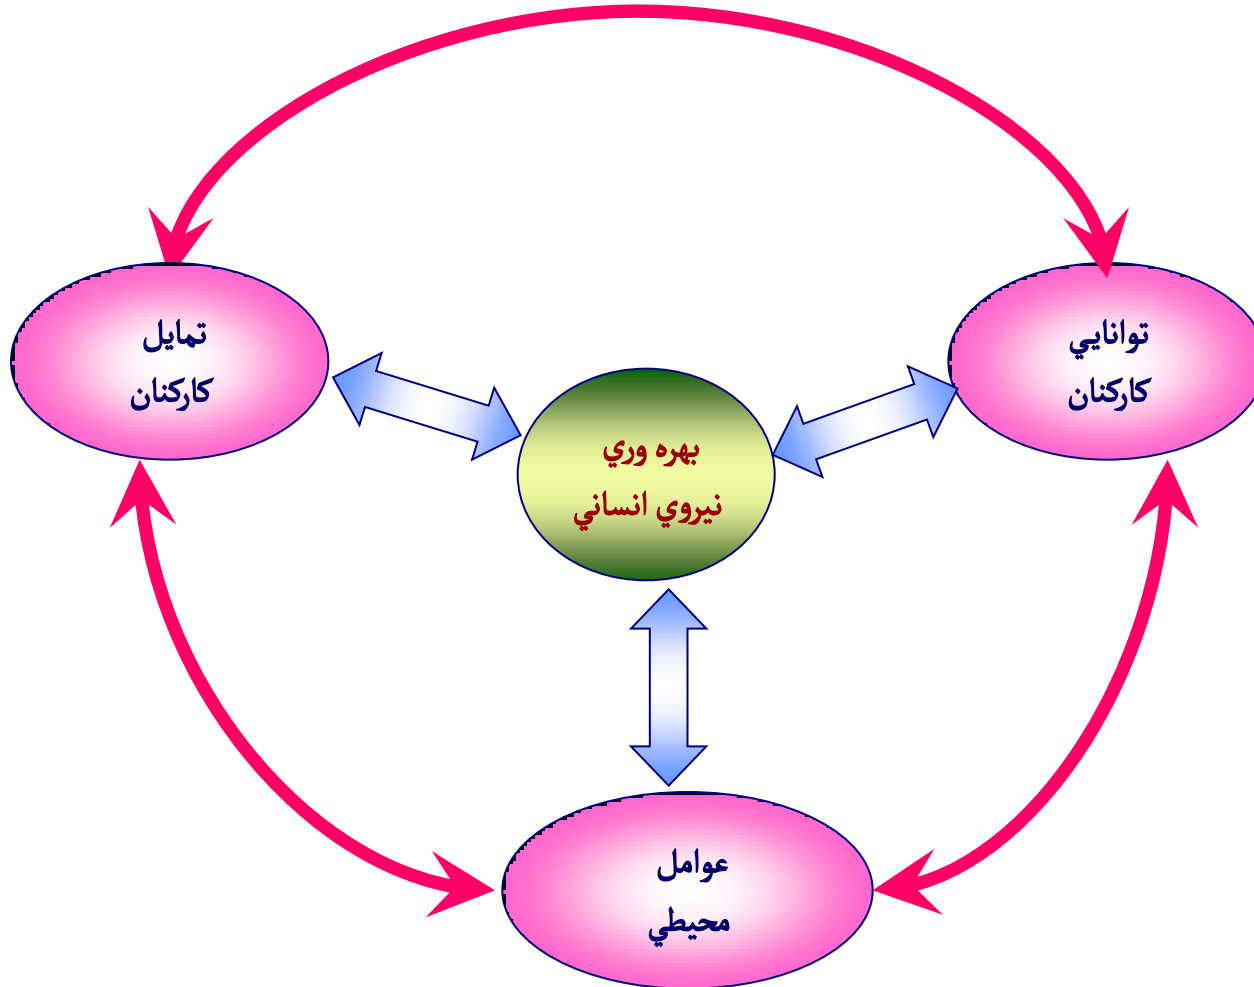 توانايي
كاركنان
تمايل
كاركنان
بهره وري
نيروي انساني
عوامل
محيطي